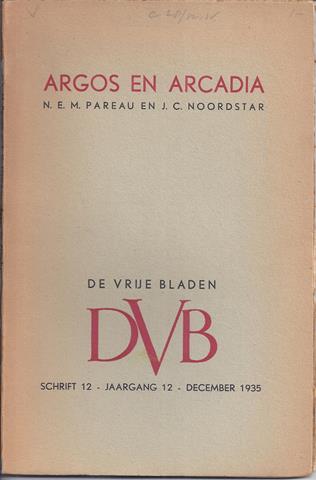 ARGOS EN ARCADIA
N. E. M. PAREAU EN J. C. NOORDSTAR
DE VRIJE BLADEN
DVB
SCHRIFT 12 - JAARGANG 12 - DECEMBER 1935